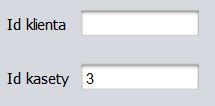 Id klienta
Id kasety 3